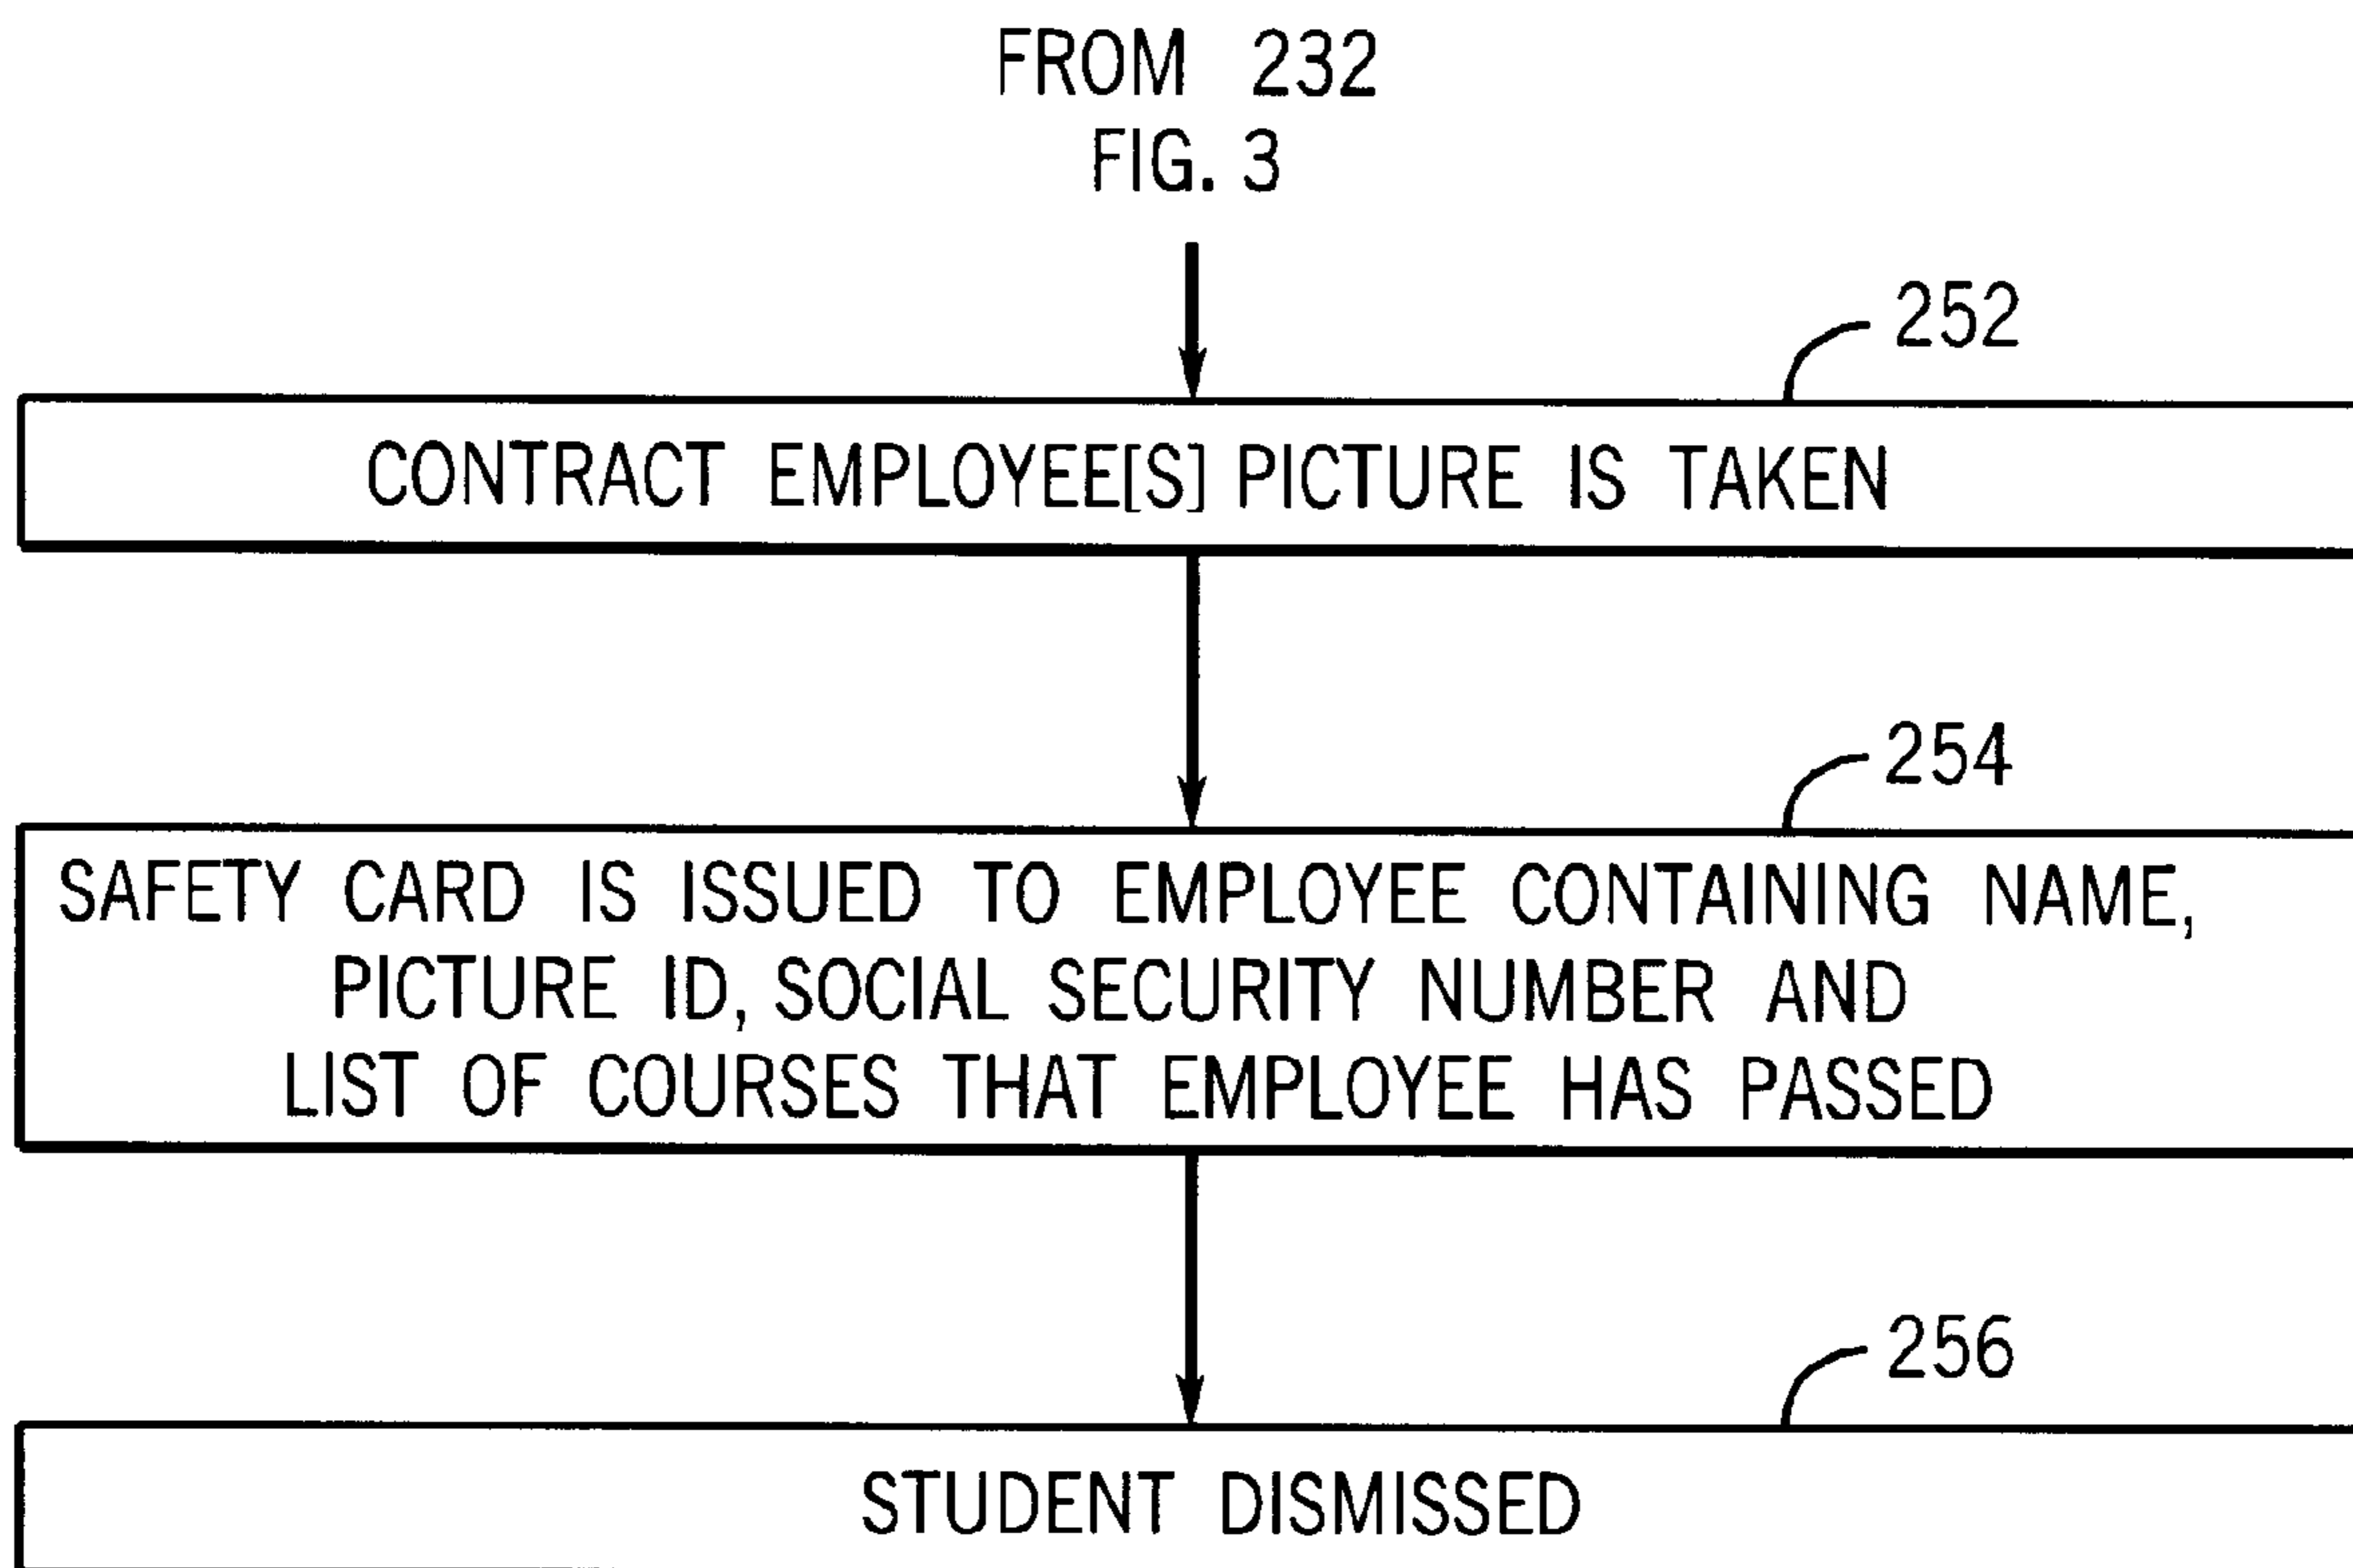 FROM 232
FIG. 3
252
CONTRACT EMPLOYEE[S] PICTURE IS TAKEN
254
SAFETY CARD IS ISSUED TO EMPLOYEE CONTAINING NAME,
PICTURE ID, SOCIAL SECURITY NUMBER AND
LIST OF COURSES THAT EMPLOYEE HAS PASSED
256
STUDENT DISMISSED